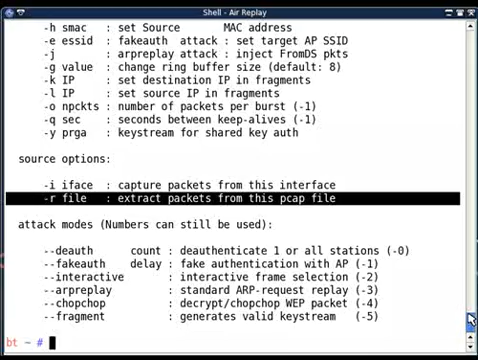 Shell - Air Replay
-h smac : set Source MAC address
-e essid : fakeauth attack : set target AP SSID
-j : arpreplay attack : inject FromDS pkts
-g value : change ring buffer size (default: 8)
-k IP : set destination IP in fragments
-l IP : set source IP in fragments
-o npckts : number of packets per burst (-1)
-q sec : seconds between keep-alives (-1)
-y prga : keystream for shared key auth
source options:
-i iface : capture packets from this interface
-r file : extract packets from this pcap file
attack modes (Numbers can still be used):
--deauth count : deauthenticate 1 or all stations (-0)
--fakeauth delay : fake authentication with AP (-1)
--interactive : interactive frame selection (-2)
--arpreplay : standard ARP-request replay (-3)
--chopchop : decrypt/chopchop WEP packet (-4)
--fragment : generates valid keystream (-5)
bt ~ #